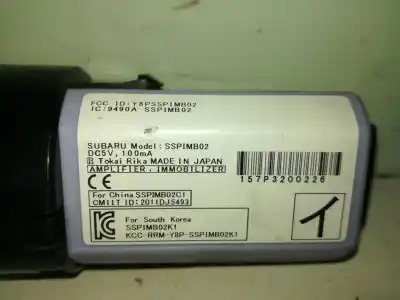 FCC ID:Y8PSSPIMB02
IC:9490A-SSPIMB02
SUBARU Model:SSPIMB02
DC5V, 100mA
Tokai Rika MADE IN JAPAN
AMPLIFIER, IMMOBILIZER
CE
For China SSPIMB02C1
CMIIT ID:2011DJ5493
157P3200226
イ
For South Korea
SSPIMB02K1
KCC-RRM-Y8P-SSPIMB02K1